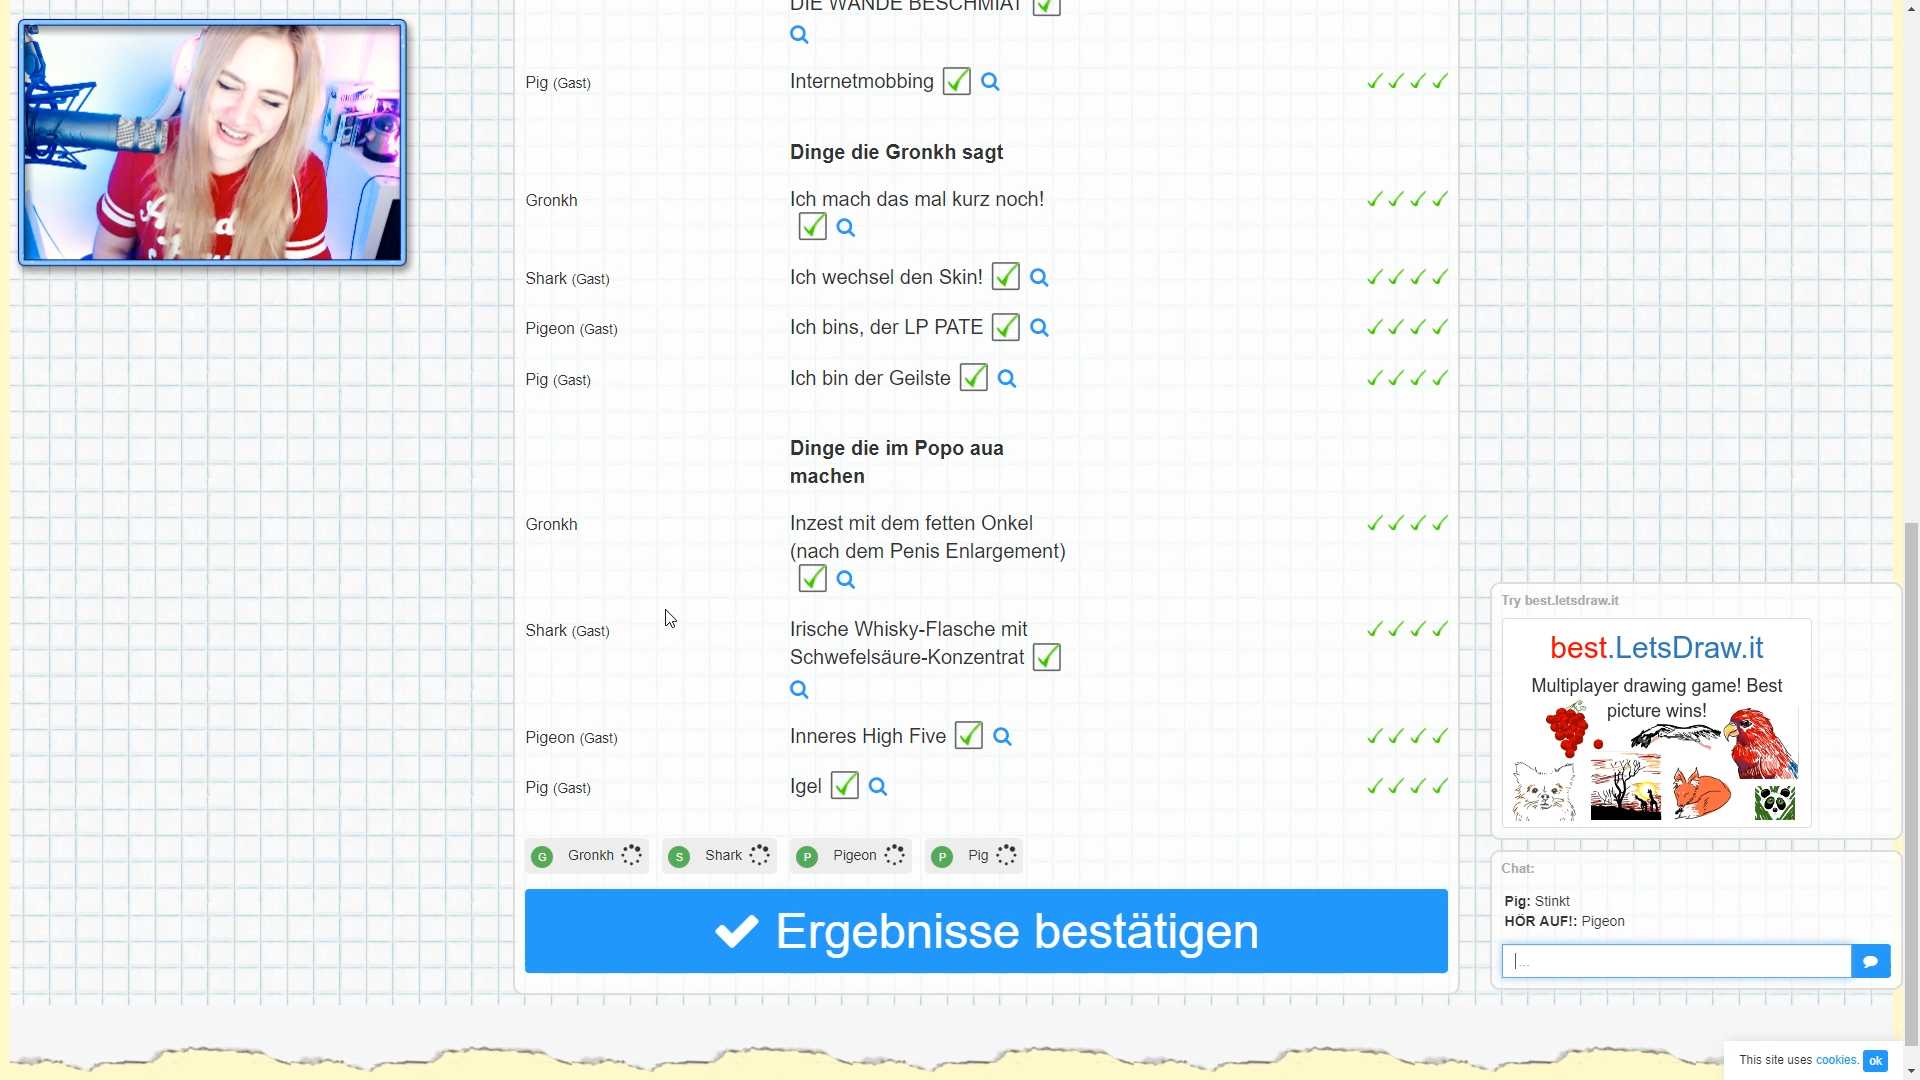 DIE WÄNDE BESCHMIAT
Pig (Gast)
Internetmobbing
Dinge die Gronkh sagt
Gronkh
Ich mach das mal kurz noch!
Shark (Gast)
Ich wechsel den Skin!
Pigeon (Gast)
Ich bins, der LP PATE
Pig (Gast)
Ich bin der Geilste
Dinge die im Popo aua
machen
Gronkh
Inzest mit dem fetten Onkel
(nach dem Penis Enlargement)
Shark (Gast)
Irische Whisky-Flasche mit
Schwefelsäure-Konzentrat
Pigeon (Gast)
Inneres High Five
Pig (Gast)
Igel
G Gronkh
S Shark
P Pigeon
P Pig
Ergebnisse bestätigen
Try best.letsdraw.it
best.LetsDraw.it
Multiplayer drawing game! Best
picture wins!
Chat:
Pig: Stinkt
HÖR AUF!: Pigeon
...
This site uses cookies. ok